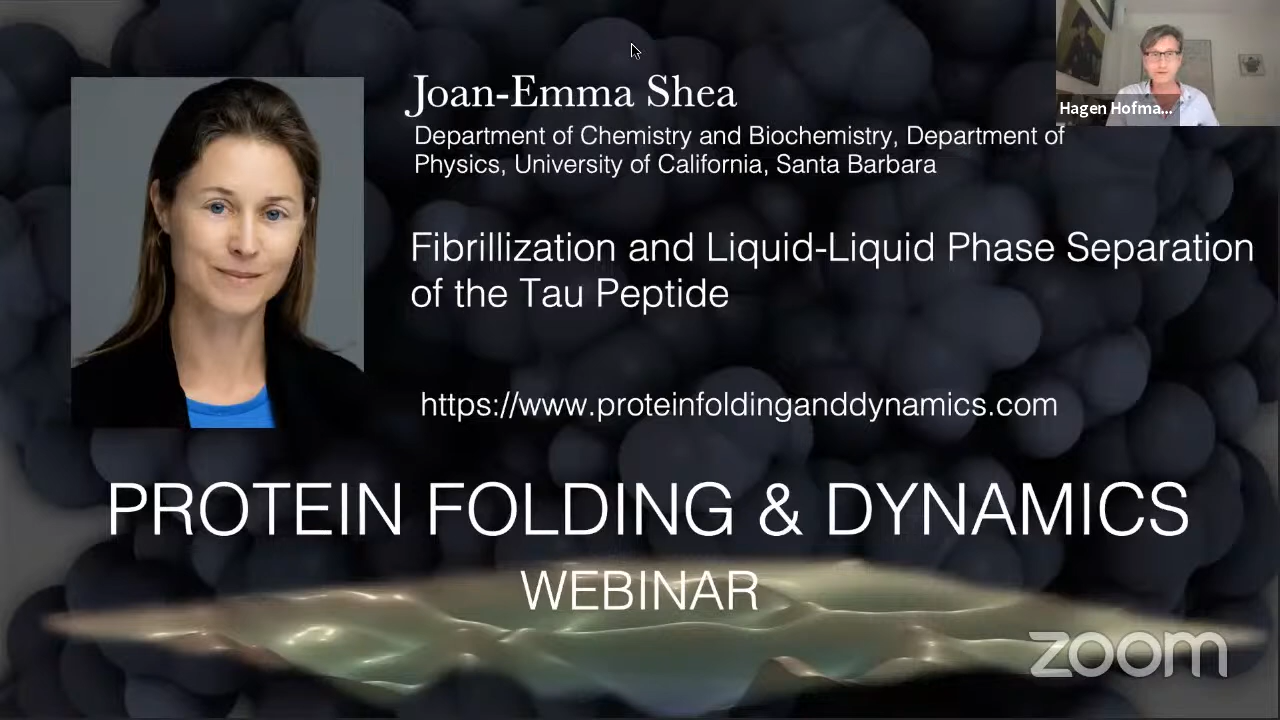 Joan-Emma Shea
Hagen Hofma...
Department of Chemistry and Biochemistry, Department of
Physics, University of California, Santa Barbara
Fibrillization and Liquid-Liquid Phase Separation
of the Tau Peptide
https://www.proteinfoldinganddynamics.com
PROTEIN FOLDING & DYNAMICS
WEBINAR
zoom